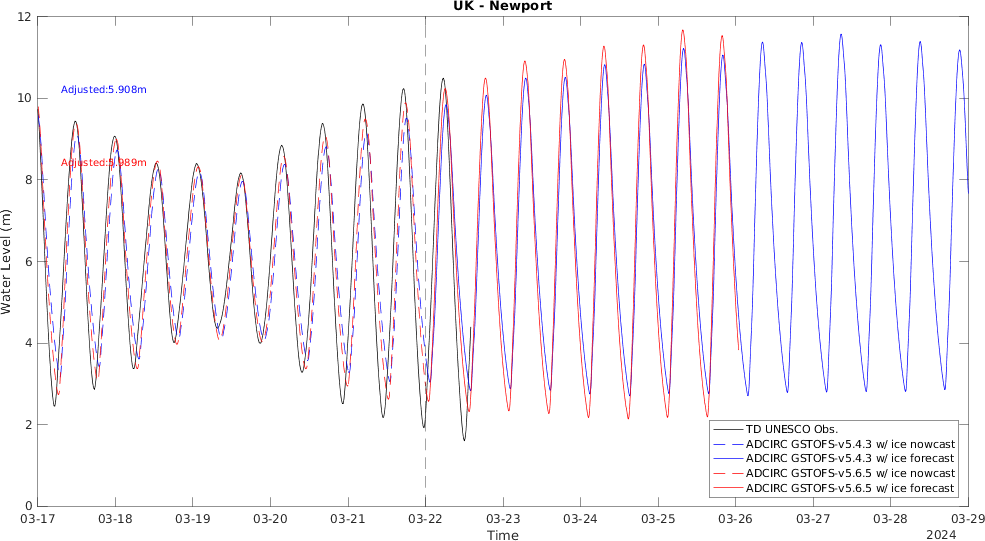 UK - Newport
12
10
8
6
4
2
0
Water Level (m)
Adjusted:5.908m
Adjusted:5.989m
TD UNESCO Obs.
ADCIRC GSTOFS-v5.4.3 w/ ice nowcast
ADCIRC GSTOFS-v5.4.3 w/ ice forecast
ADCIRC GSTOFS-v5.6.5 w/ ice nowcast
ADCIRC GSTOFS-v5.6.5 w/ ice forecast
03-17 03-18 03-19 03-20 03-21 03-22 03-23 03-24 03-25 03-26 03-27 03-28 03-29
Time
2024